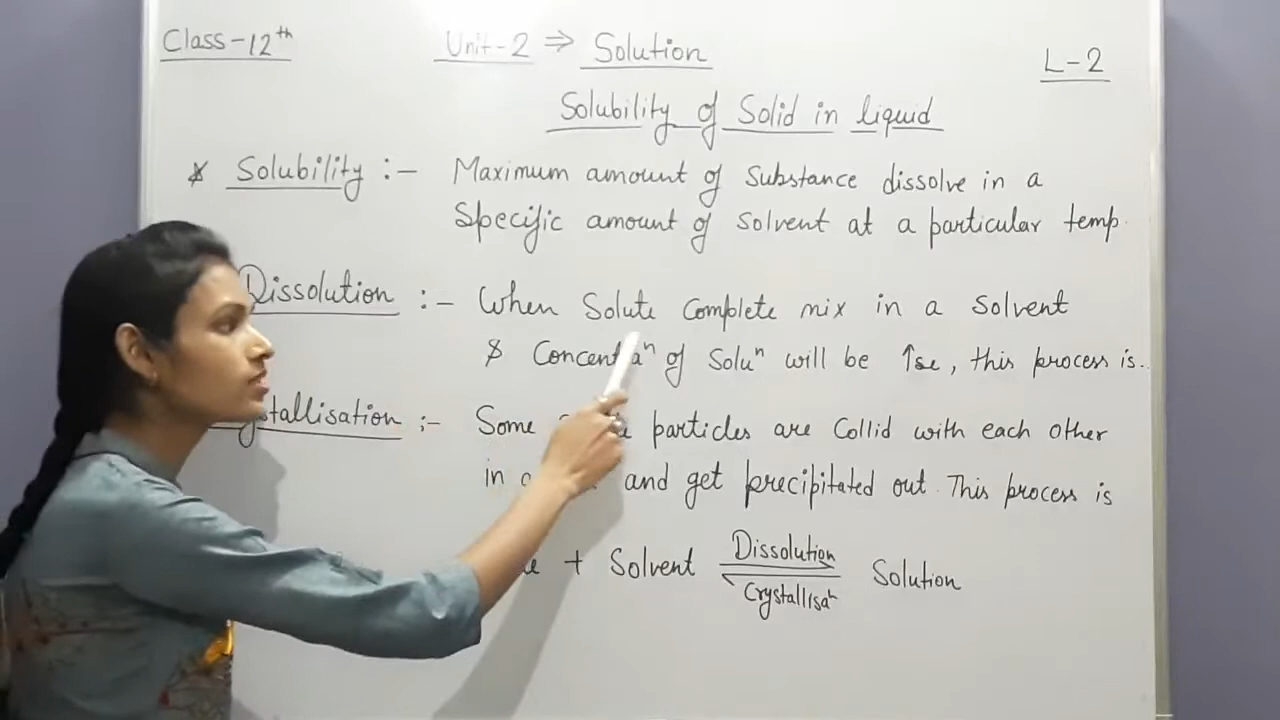 Class-12th Unit-2 ⇒ Solution L-2
Solubility of Solid in liquid
* Solubility :- Maximum amount of Substance dissolve in a
Specific amount of solvent at a particular temp.
Dissolution :- When Solute Complete mix in a Solvent
& of Soluⁿ will be ↑se, this process is..
:- Some particles are Collid with each other
in and get precipitated out. This process is
+ Solvent Dissolution Solution
Crystallisaⁿ